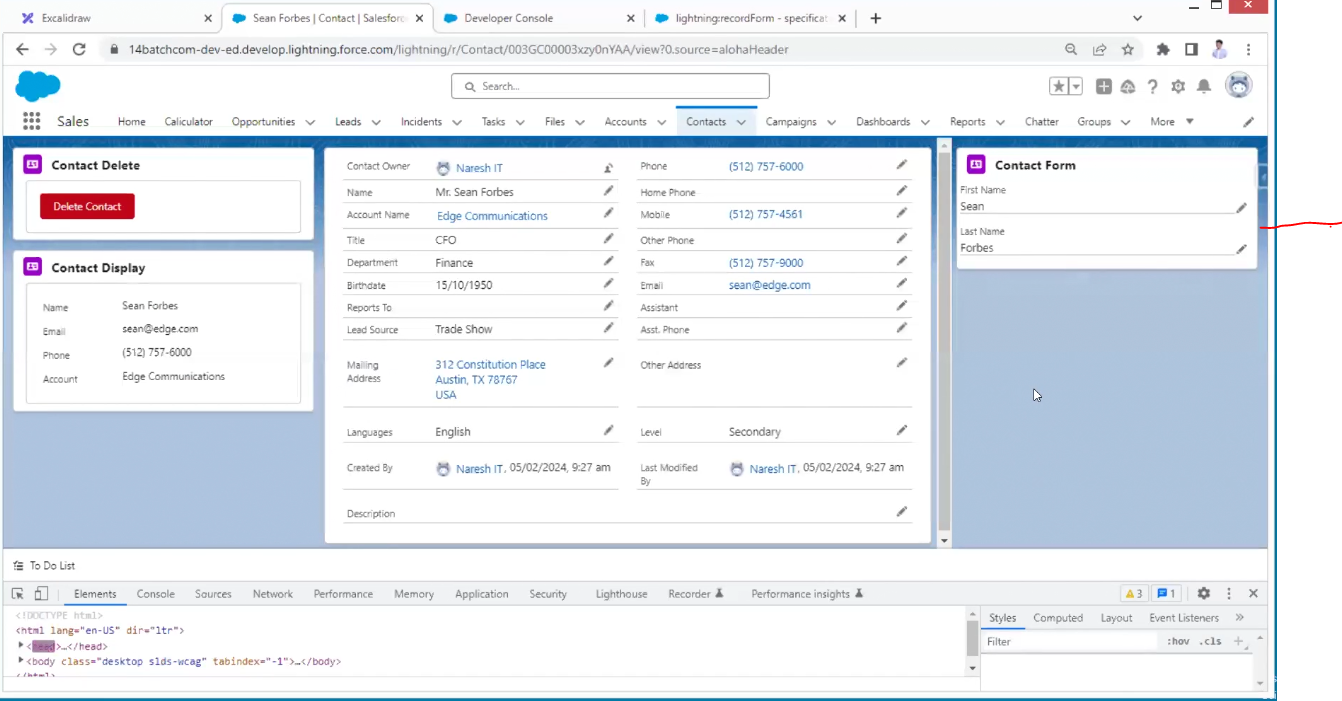 Excalidraw
Sean Forbes | Contact | Salesforc
Developer Console
lightning:recordForm - specificat
14batchcom-dev-ed.develop.lightning.force.com/lightning/r/Contact/003GC00003xzy0nYAA/view?0.source=alohaHeader
Search...
Sales Home Calculator Opportunities Leads Incidents Tasks Files Accounts Contacts Campaigns Dashboards Reports Chatter Groups More
Contact Delete
Delete Contact
Contact Display
Name Sean Forbes
Email sean@edge.com
Phone (512) 757-6000
Account Edge Communications
Contact Owner Naresh IT
Name Mr. Sean Forbes
Account Name Edge Communications
Title CFO
Department Finance
Birthdate 15/10/1950
Reports To
Lead Source Trade Show
Mailing Address
312 Constitution Place
Austin, TX 78767
USA
Languages English
Created By Naresh IT, 05/02/2024, 9:27 am
Description
Phone (512) 757-6000
Home Phone
Mobile (512) 757-4561
Other Phone
Fax (512) 757-9000
Email sean@edge.com
Assistant
Asst. Phone
Other Address
Level Secondary
Last Modified By Naresh IT, 05/02/2024, 9:27 am
Contact Form
First Name
Sean
Last Name
Forbes
To Do List
Elements Console Sources Network Performance Memory Application Security Lighthouse Recorder Performance insights 3 1
<!DOCTYPE html>
<html lang="en-US" dir="ltr">
<head>…</head>
<body class="desktop slds-wcag" tabindex="-1">…</body>
</html>
Styles Computed Layout Event Listeners »
Filter :hov .cls +